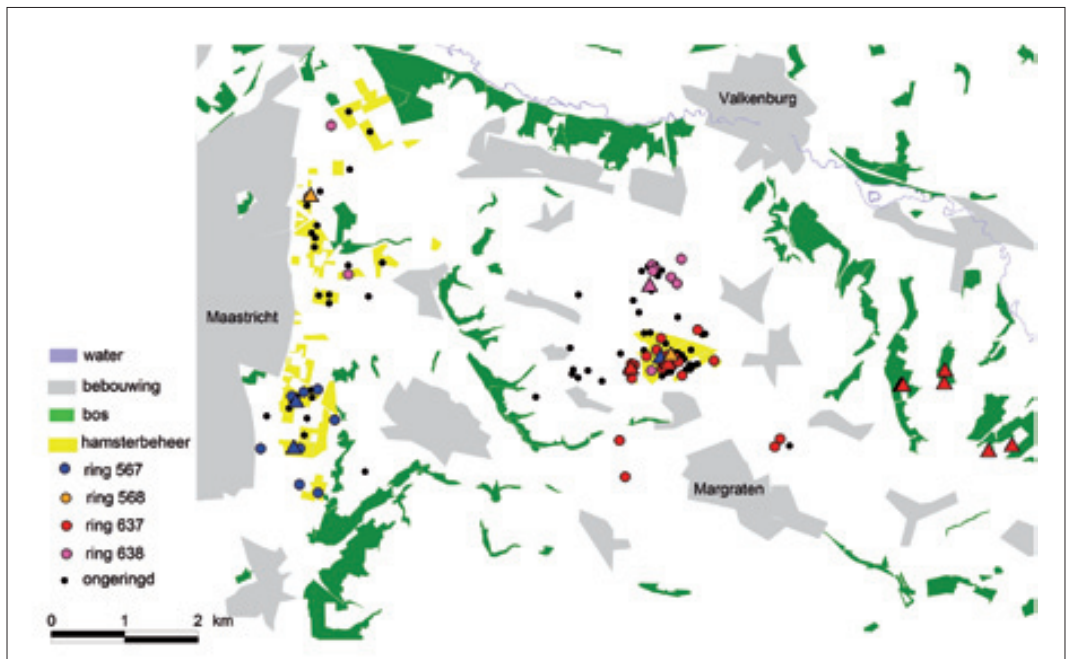 Valkenburg
Maastricht
Margraten
water
bebouwing
bos
hamsterbeheer
ring 567
ring 568
ring 637
ring 638
ongeringd
0 1 2 km